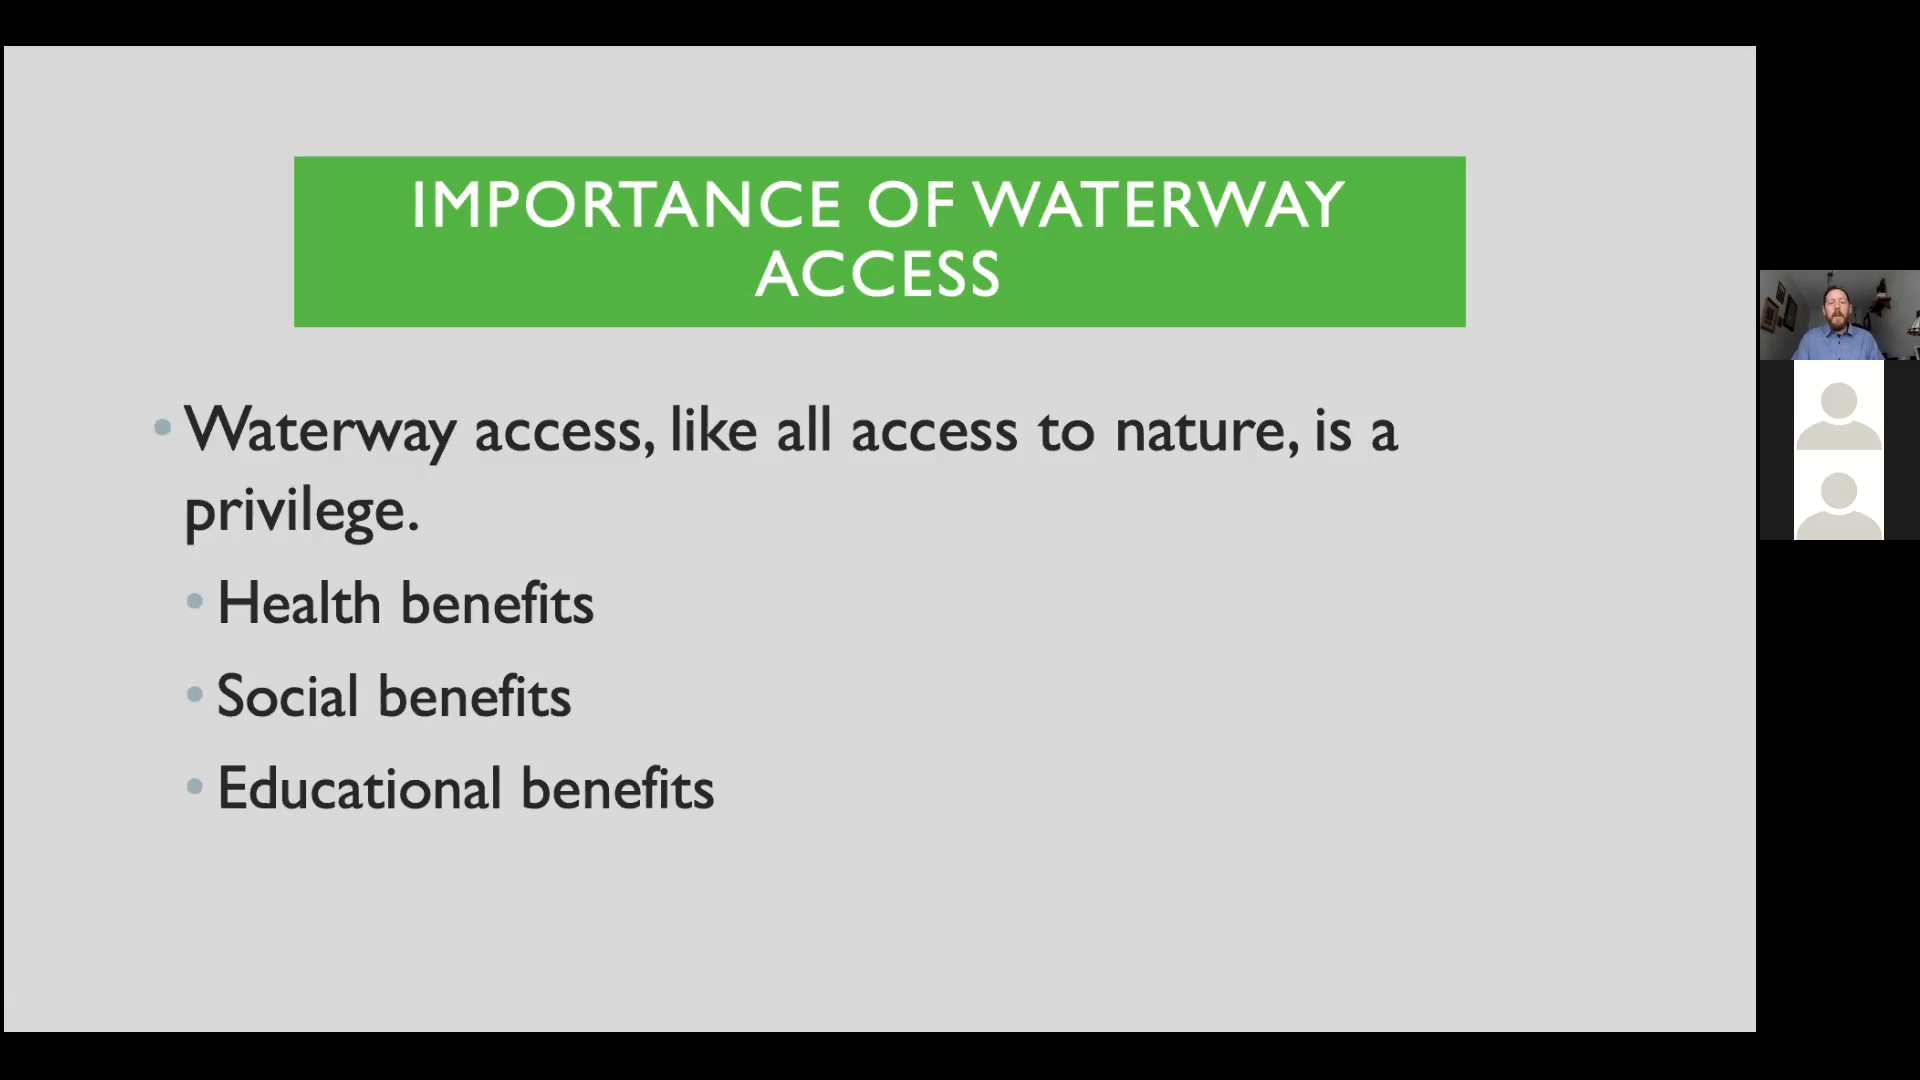 IMPORTANCE OF WATERWAY
ACCESS
Waterway access, like all access to nature, is a
privilege.
Health benefits
Social benefits
Educational benefits